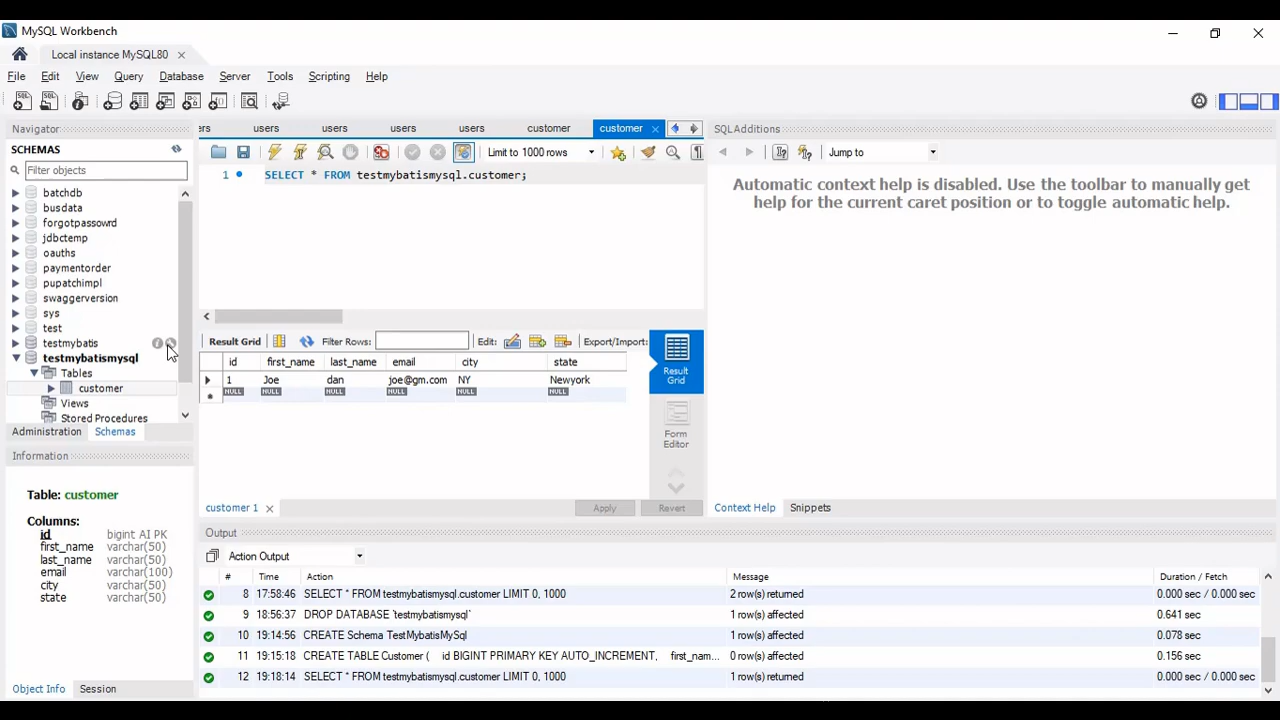 MySQL Workbench
Local instance MySQL80
File Edit View Query Database Server Tools Scripting Help
Navigator
SCHEMAS
Filter objects
batchdb
busdata
forgotpassowrd
jdbctemp
oauths
paymentorder
pupatchimpl
swaggerversion
sys
test
testmybatis
testmybatismysql
Tables
customer
Views
Stored Procedures
Administration Schemas
Information
Table: customer
Columns:
id bigint AI PK
first_name varchar(50)
last_name varchar(50)
email varchar(100)
city varchar(50)
state varchar(50)
Object Info Session
ers users users users users customer customer
Limit to 1000 rows
1 SELECT * FROM testmybatismysql.customer;
Result Grid Filter Rows: Edit: Export/Import:
id first_name last_name email city state
1 Joe dan joe@gm.com NY Newyork
NULL NULL NULL NULL NULL NULL
Result Grid
Form Editor
customer 1 Apply Revert
SQLAdditions
Jump to
Automatic context help is disabled. Use the toolbar to manually get
help for the current caret position or to toggle automatic help.
Context Help Snippets
Output
Action Output
# Time Action Message Duration / Fetch
8 17:58:46 SELECT * FROM testmybatismysql.customer LIMIT 0, 1000 2 row(s) returned 0.000 sec / 0.000 sec
9 18:56:37 DROP DATABASE `testmybatismysql` 1 row(s) affected 0.641 sec
10 19:14:56 CREATE Schema TestMybatisMySql 1 row(s) affected 0.078 sec
11 19:15:18 CREATE TABLE Customer ( id BIGINT PRIMARY KEY AUTO_INCREMENT, first_nam... 0 row(s) affected 0.156 sec
12 19:18:14 SELECT * FROM testmybatismysql.customer LIMIT 0, 1000 1 row(s) returned 0.000 sec / 0.000 sec